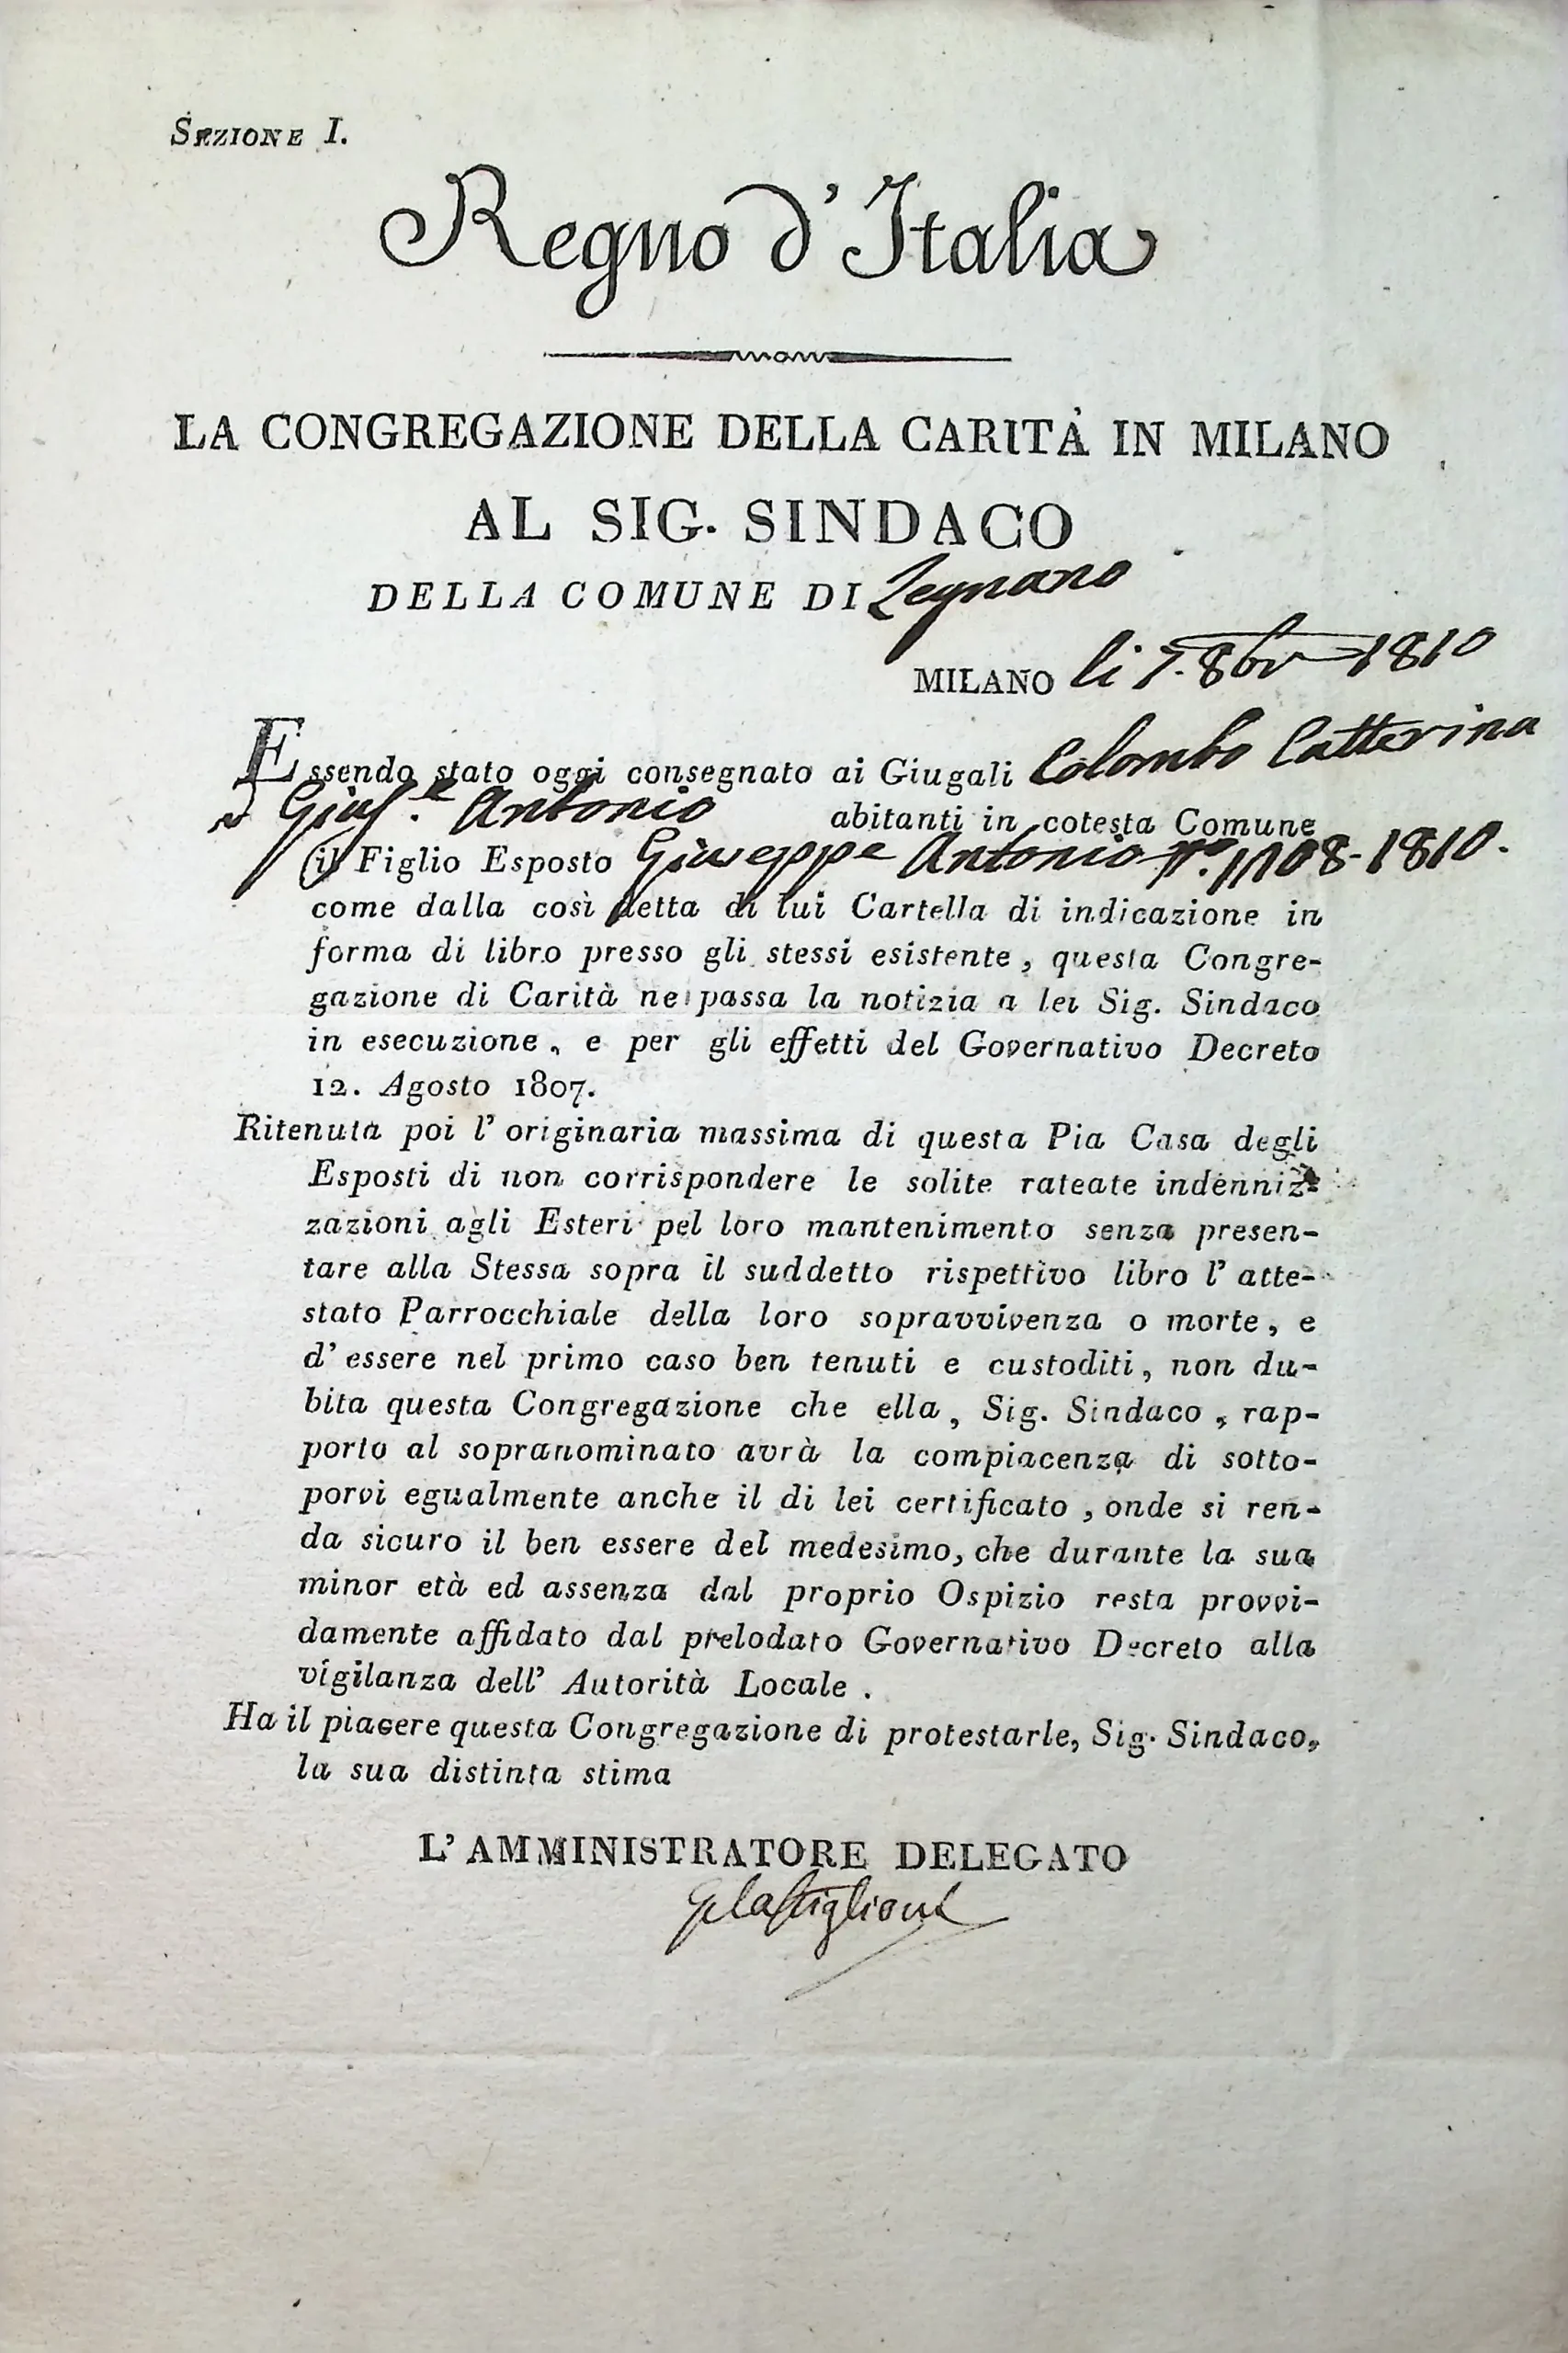 SEZIONE I.
Regno d'Italia
LA CONGREGAZIONE DELLA CARITÀ IN MILANO
AL SIG. SINDACO
DELLA COMUNE DI Legnano
MILANO li 7. 8br 1810
Essendo stato oggi consegnato ai Giugali Colombo Catterina
e Gius.e Antonio abitanti in cotesta Comune
il Figlio Esposto Giuseppe Antonio N.o 1708-1810.
come dalla così detta di lui Cartella di indicazione in
forma di libro presso gli stessi esistente, questa Congre-
gazione di Carità ne passa la notizia a lei Sig. Sindaco
in esecuzione, e per gli effetti del Governativo Decreto
12. Agosto 1807.
Ritenuta poi l'originaria massima di questa Pia Casa degli
Esposti di non corrispondere le solite rateate indenniz-
zazioni agli Esteri pel loro mantenimento senza presen-
tare alla Stessa sopra il suddetto rispettivo libro l'atte-
stato Parrocchiale della loro sopravvivenza o morte, e
d'essere nel primo caso ben tenuti e custoditi, non du-
bita questa Congregazione che ella, Sig. Sindaco, rap-
porto al sopranominato avrà la compiacenza di sotto-
porvi egualmente anche il di lei certificato, onde si ren-
da sicuro il ben essere del medesimo, che durante la sua
minor età ed assenza dal proprio Ospizio resta provvi-
damente affidato dal prelodato Governativo Decreto alla
vigilanza dell'Autorità Locale.
Ha il piacere questa Congregazione di protestarle, Sig. Sindaco,
la sua distinta stima
L'AMMINISTRATORE DELEGATO
Castiglioni